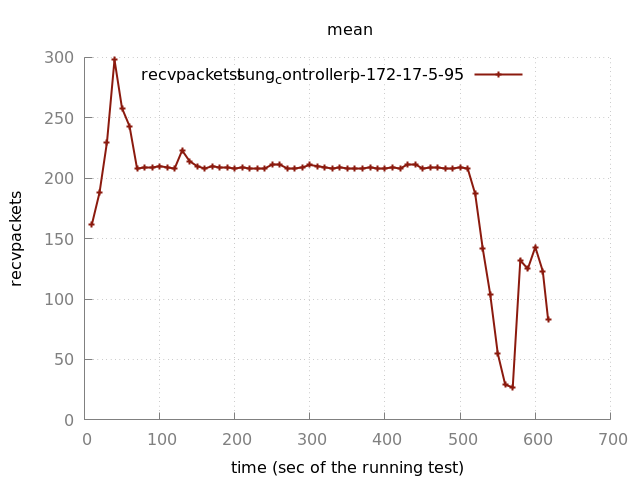 mean
300
recvpacketstsung_controllerip-172-17-5-95
250
200
recvpackets
150
100
50
0
0 100 200 300 400 500 600 700
time (sec of the running test)